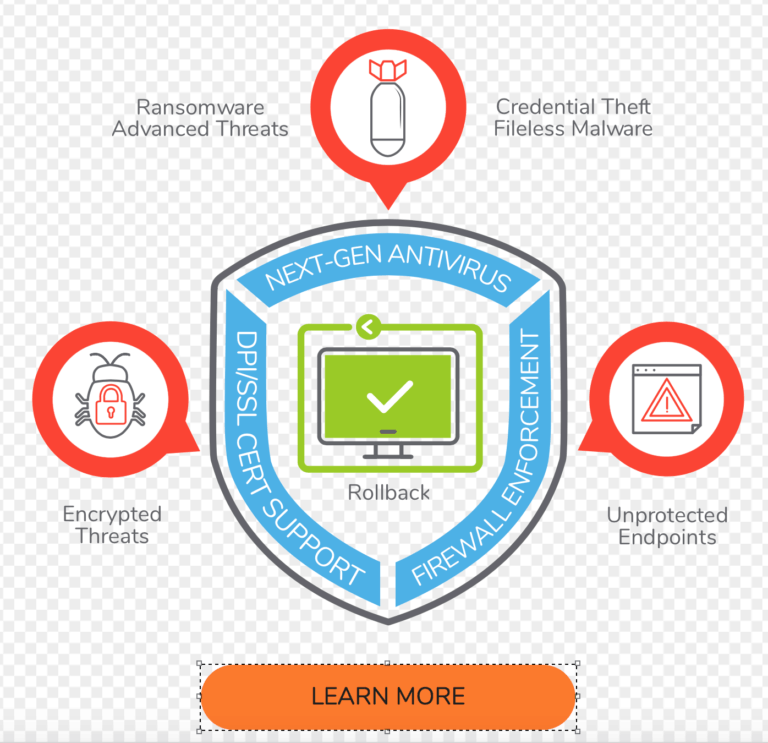 Ransomware
Advanced Threats
Credential Theft
Fileless Malware
NEXT-GEN ANTIVIRUS
DPI/SSL CERT SUPPORT
FIREWALL ENFORCEMENT
Rollback
Encrypted
Threats
Unprotected
Endpoints
LEARN MORE